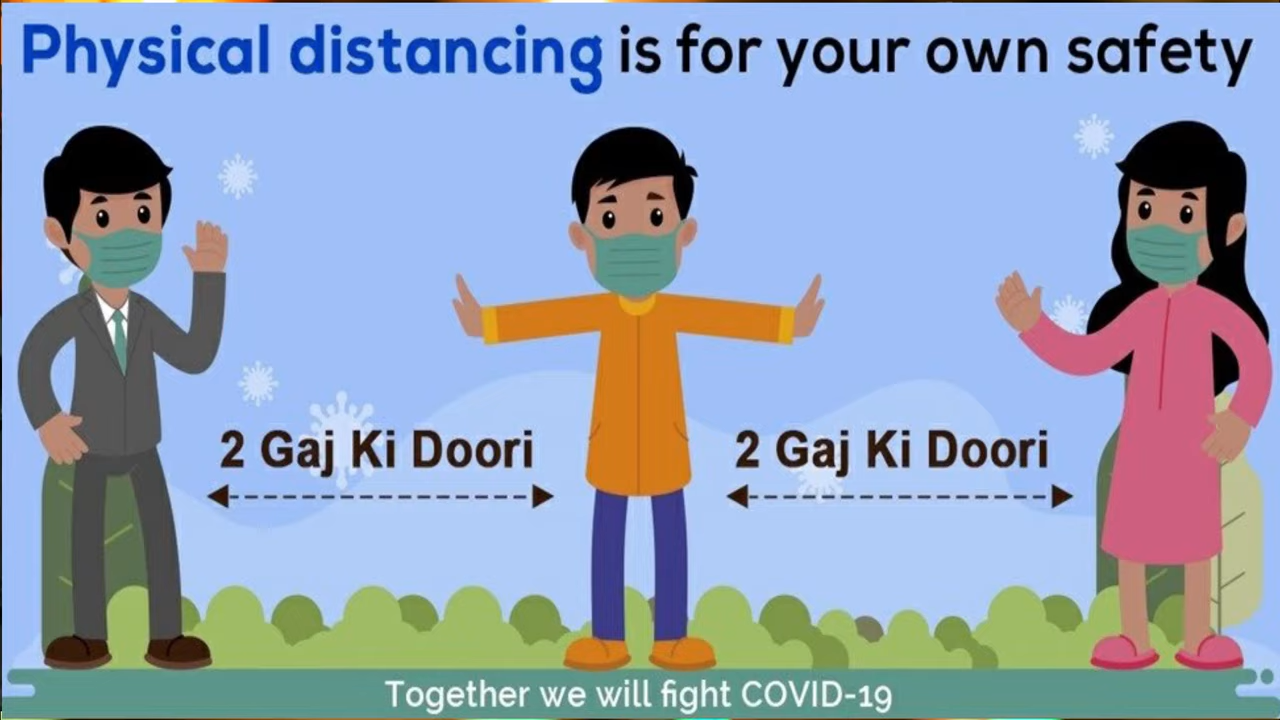 Physical distancing is for your own safety
2 Gaj Ki Doori
2 Gaj Ki Doori
Together we will fight COVID-19